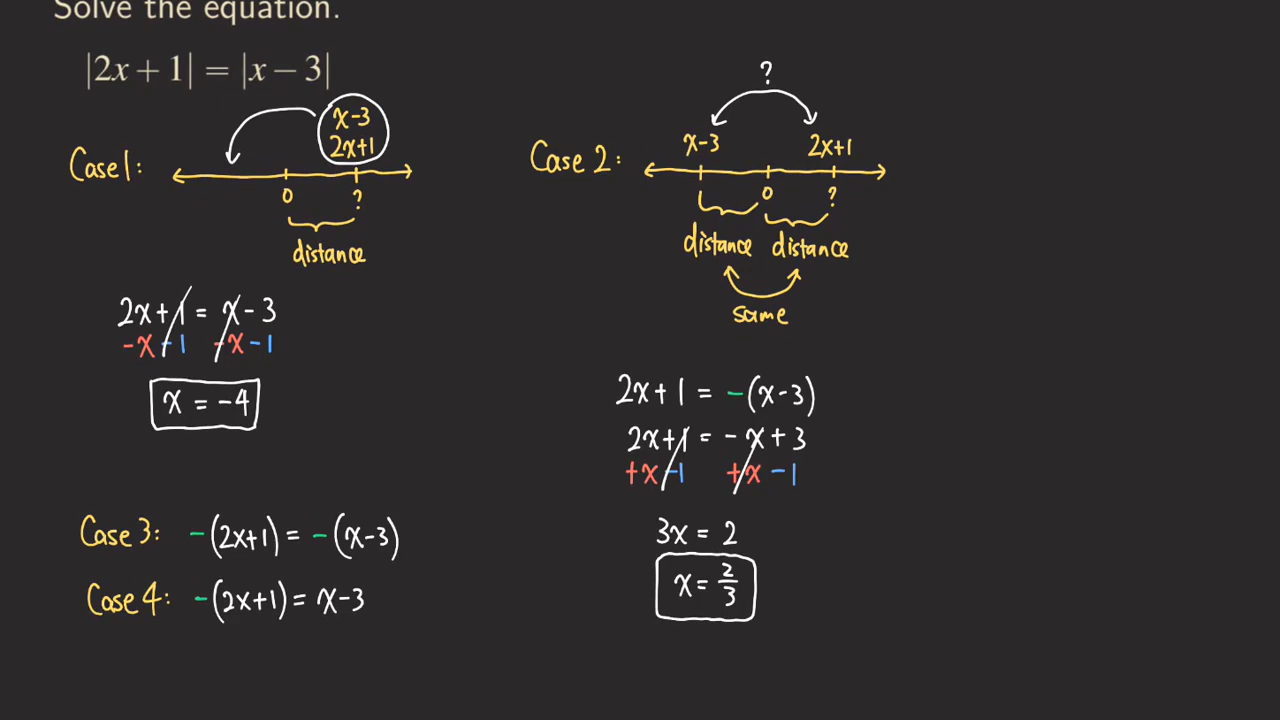 Solve the equation.
|2x + 1| = |x − 3|
Case 1:
x-3
2x+1
0
?
distance
2x+1 = x-3
-x -1 -x -1
x = -4
Case 2:
?
x-3
2x+1
0
?
distance distance
same
2x+1 = -(x-3)
2x+1 = -x+3
+x -1 +x -1
3x = 2
x = 2/3
Case 3: -(2x+1) = -(x-3)
Case 4: -(2x+1) = x-3